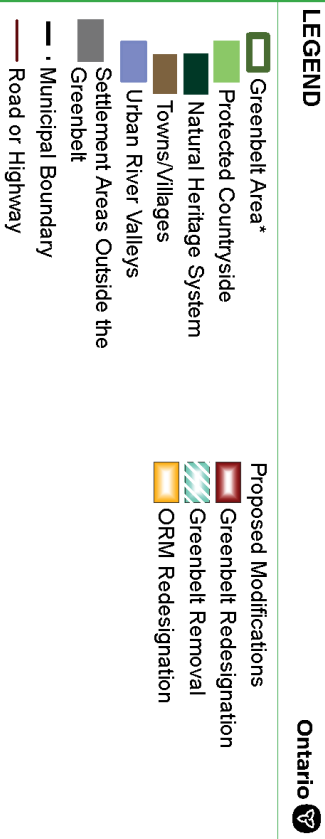 LEGEND
Ontario
Greenbelt Area*
Protected Countryside
Natural Heritage System
Towns/Villages
Urban River Valleys
Settlement Areas Outside the
Greenbelt
Municipal Boundary
Road or Highway
Proposed Modifications
Greenbelt Redesignation
Greenbelt Removal
ORM Redesignation